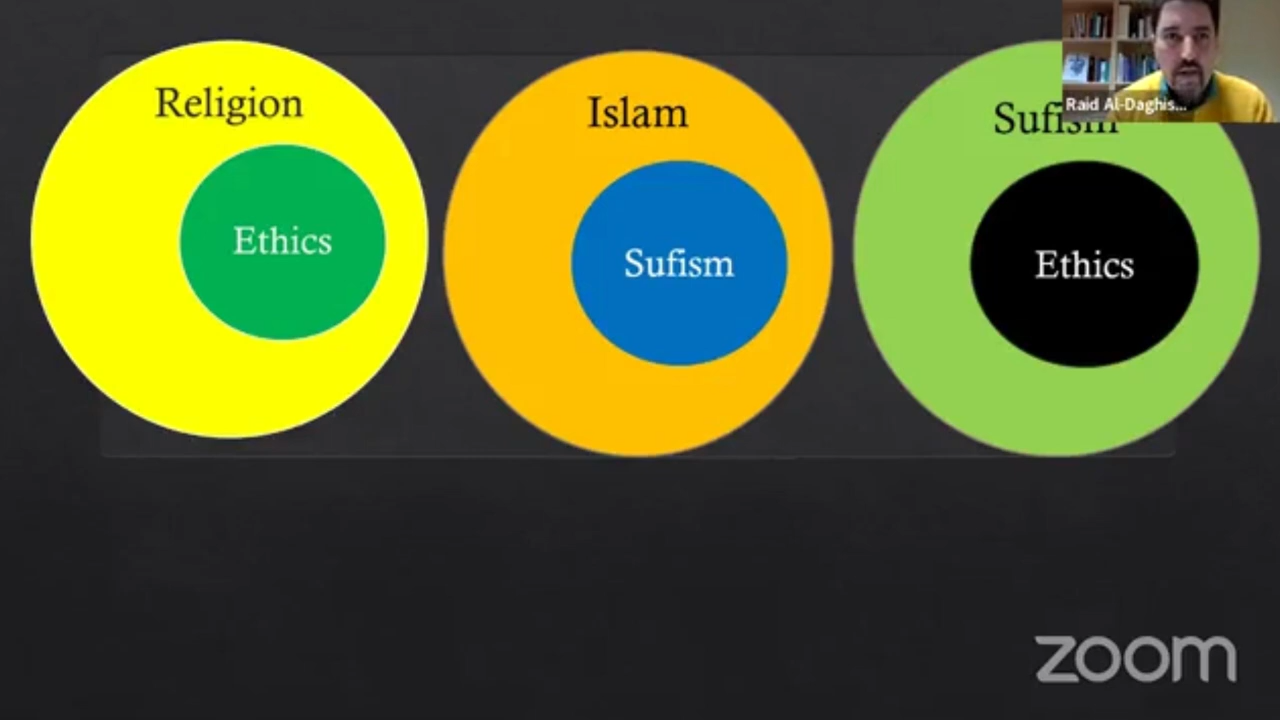 Religion
Ethics
Islam
Sufism
Sufism
Ethics
Raid Al-Daghis...
zoom